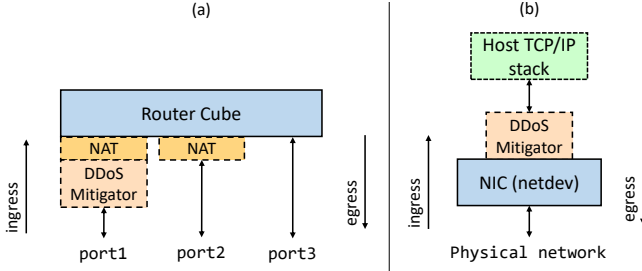 (a)
Router Cube
NAT
NAT
DDoS
Mitigator
ingress
egress
port1
port2
port3
(b)
Host TCP/IP
stack
DDoS
Mitigator
NIC (netdev)
ingress
egress
Physical network